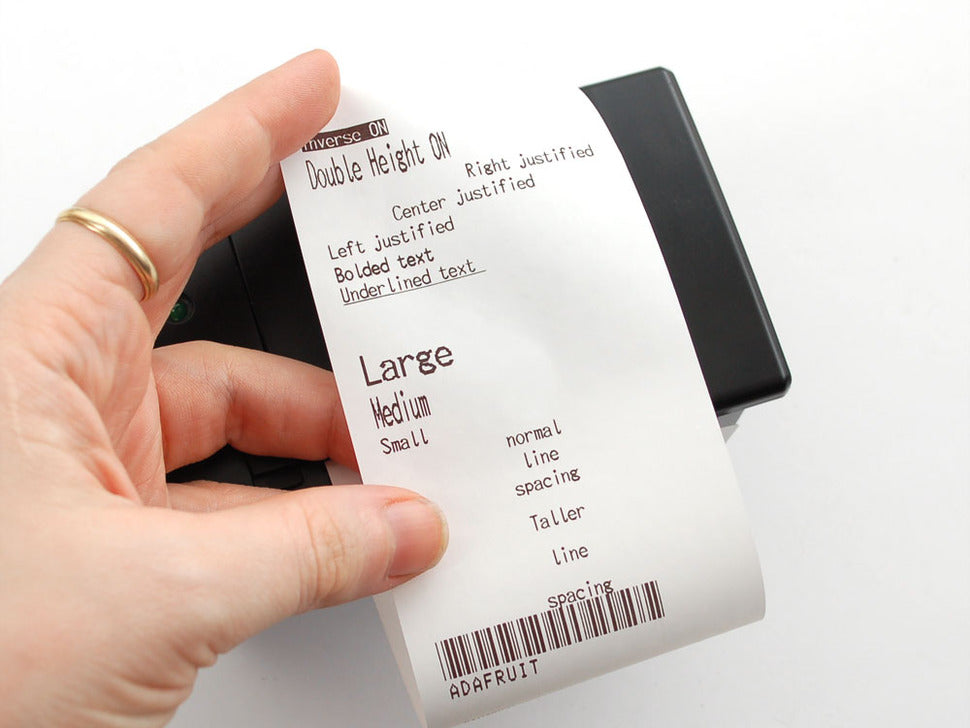 Inverse ON
Double Height ON
Right justified
Center justified
Left justified
Bolded text
Underlined text
Large
Medium
Small
normal
line
spacing
Taller
line
spacing
ADAFRUIT